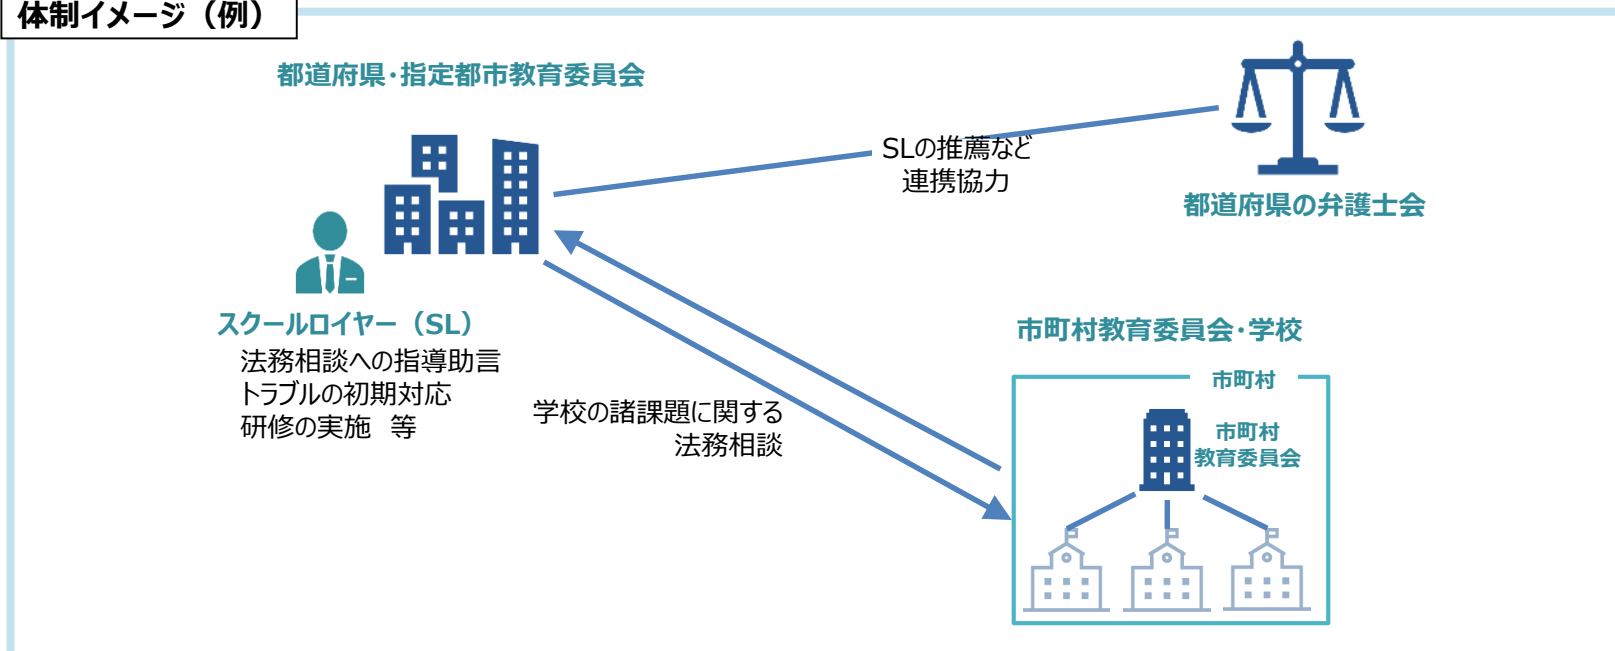 体制イメージ（例）
都道府県・指定都市教育委員会
SLの推薦など
連携協力
都道府県の弁護士会
スクールロイヤー（SL）
法務相談への指導助言
トラブルの初期対応
研修の実施　等
学校の諸課題に関する
法務相談
市町村教育委員会・学校
市町村
市町村
教育委員会